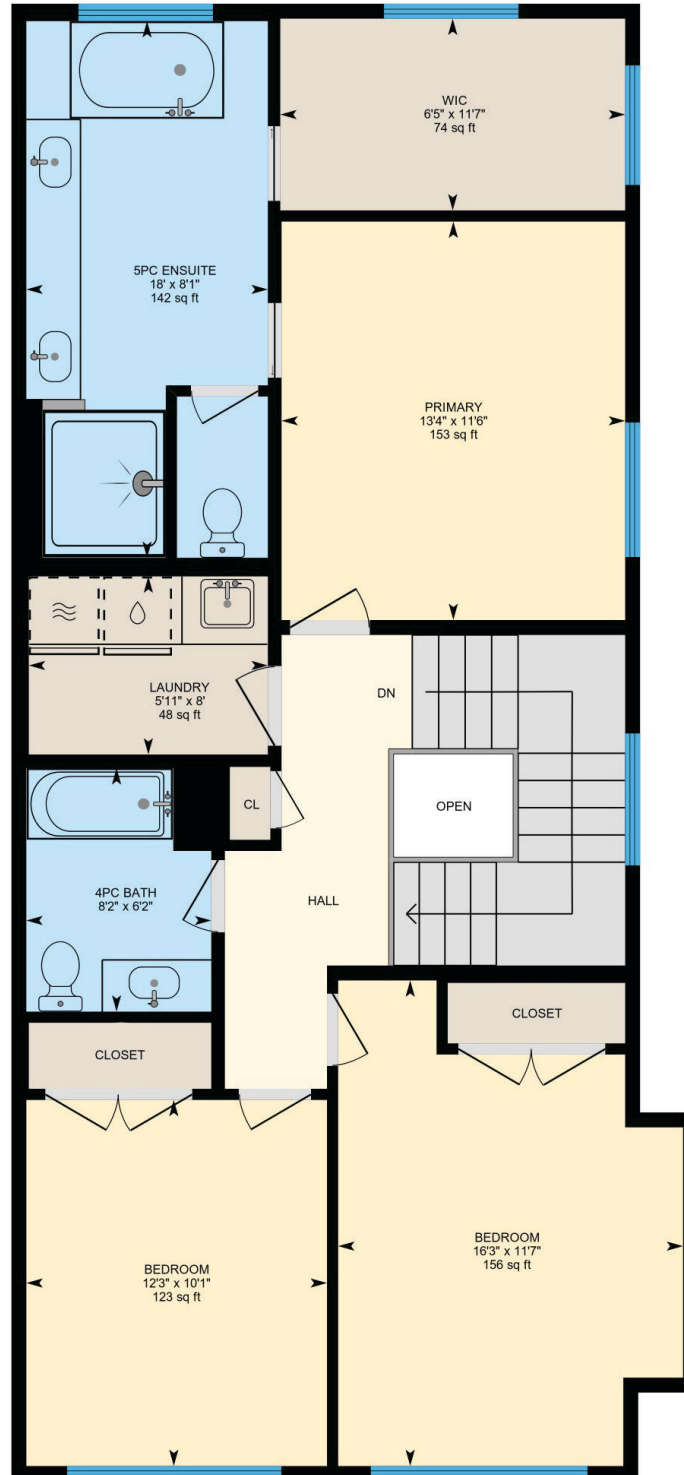 WIC
6'5" x 11'7"
74 sq ft
5PC ENSUITE
18' x 8'1"
142 sq ft
PRIMARY
13'4" x 11'6"
153 sq ft
LAUNDRY
5'11" x 8'
48 sq ft
DN
CL
OPEN
4PC BATH
8'2" x 6'2"
HALL
CLOSET
CLOSET
BEDROOM
12'3" x 10'1"
123 sq ft
BEDROOM
16'3" x 11'7"
156 sq ft